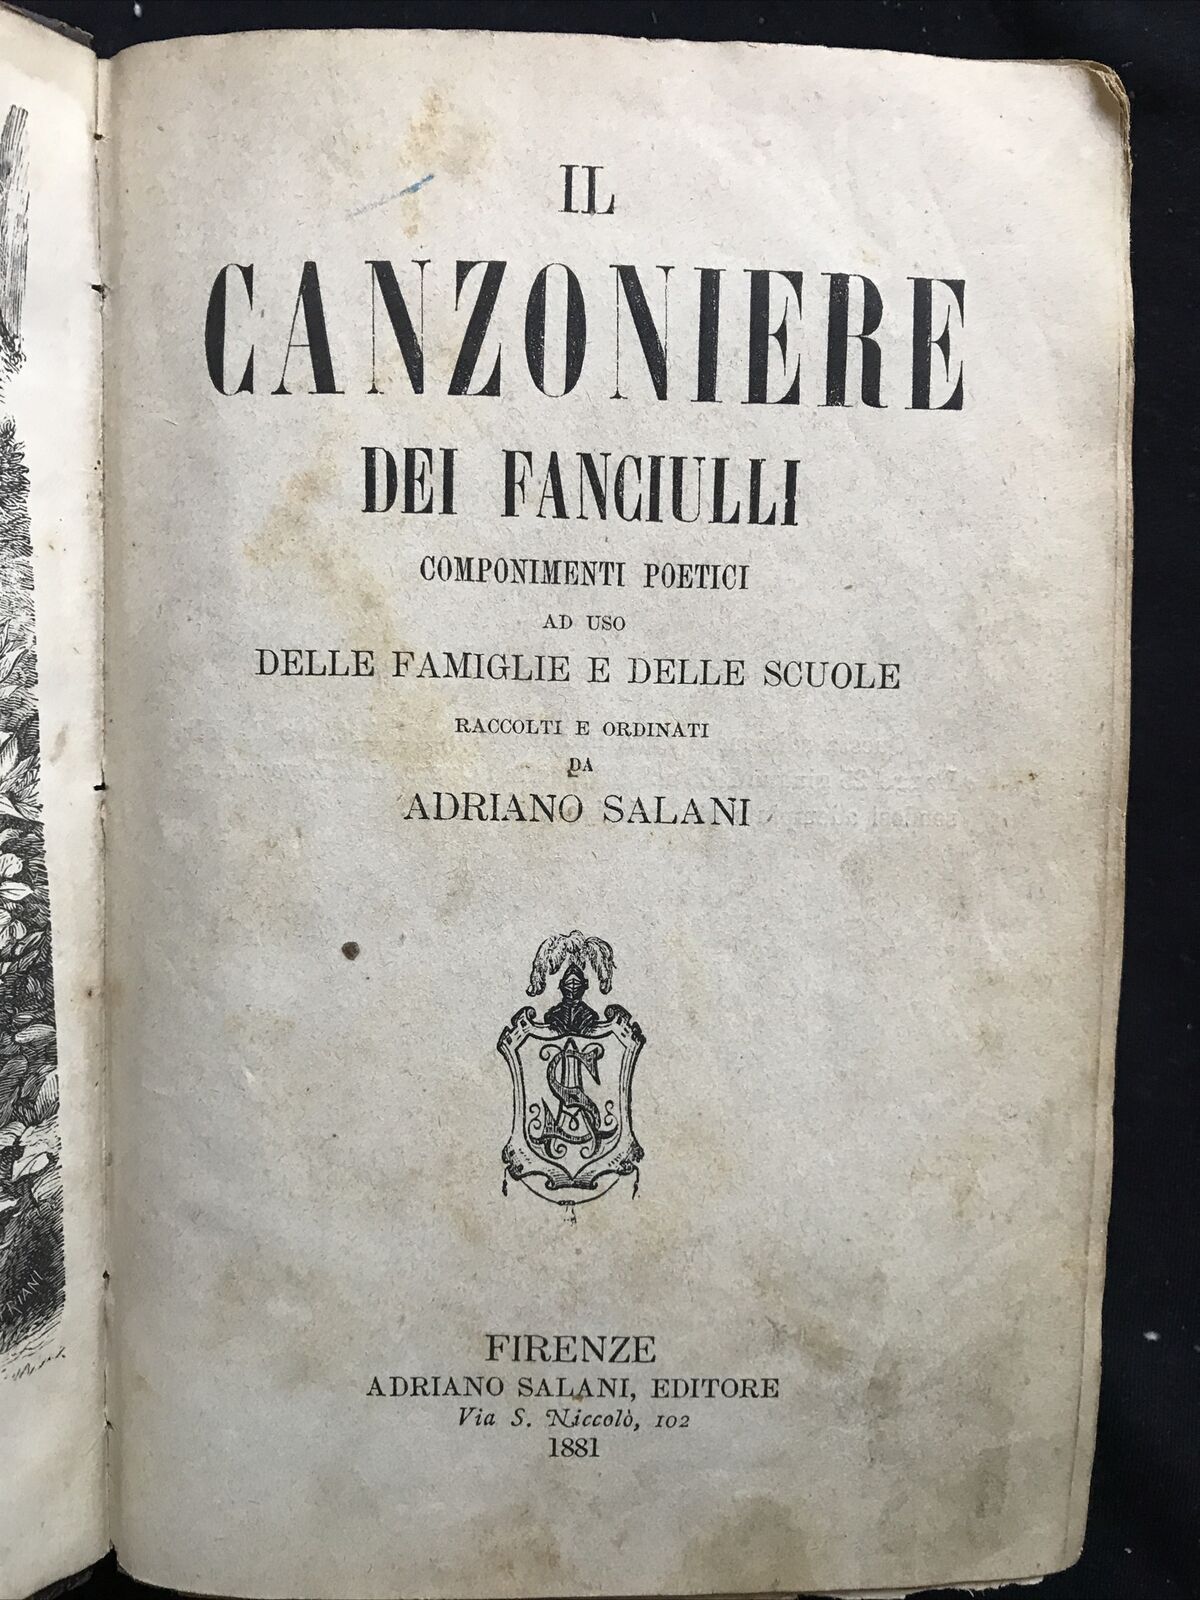 IL
CANZONIERE
DEI FANCIULLI
COMPONIMENTI POETICI
AD USO
DELLE FAMIGLIE E DELLE SCUOLE
RACCOLTI E ORDINATI
DA
ADRIANO SALANI
FIRENZE
ADRIANO SALANI, EDITORE
Via S. Niccolò, 102
1881